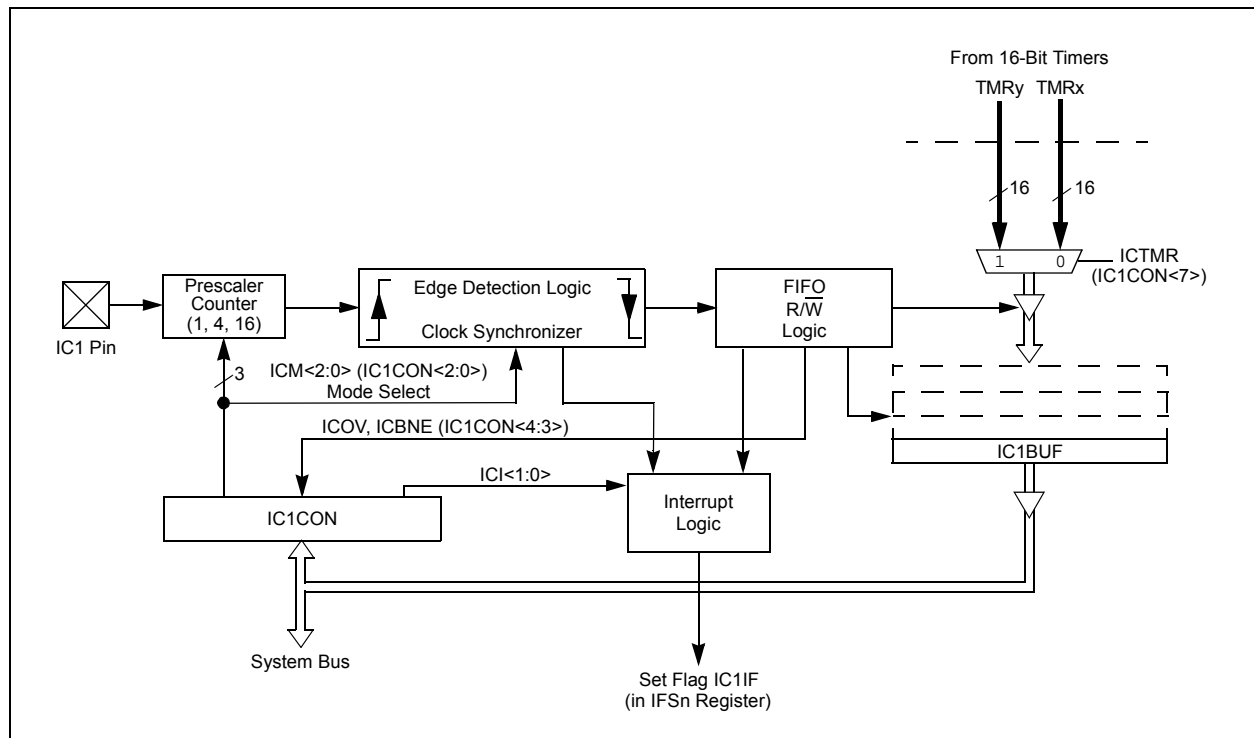 From 16-Bit Timers
TMRy TMRx
16 16
1 0
ICTMR
(IC1CON<7>)
IC1 Pin
Prescaler
Counter
(1, 4, 16)
Edge Detection Logic
Clock Synchronizer
FIFO
R/W̅
Logic
3
ICM<2:0> (IC1CON<2:0>)
Mode Select
ICOV, ICBNE (IC1CON<4:3>)
IC1BUF
ICI<1:0>
IC1CON
Interrupt
Logic
System Bus
Set Flag IC1IF
(in IFSn Register)